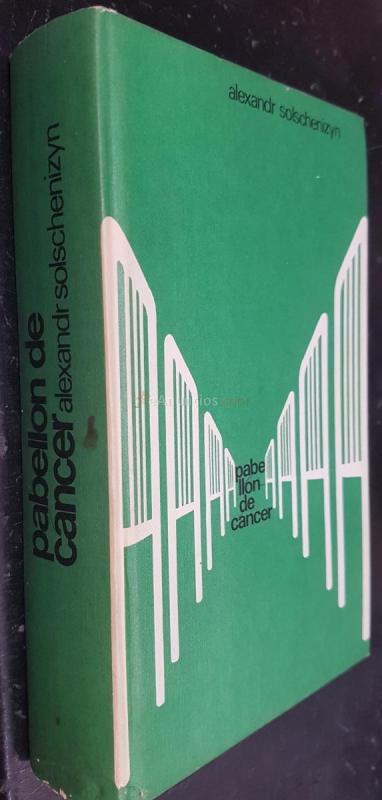 pabellon de
cancer
alexandr solschenizyn
alexandr solschenizyn
pabe
llon
de
cancer